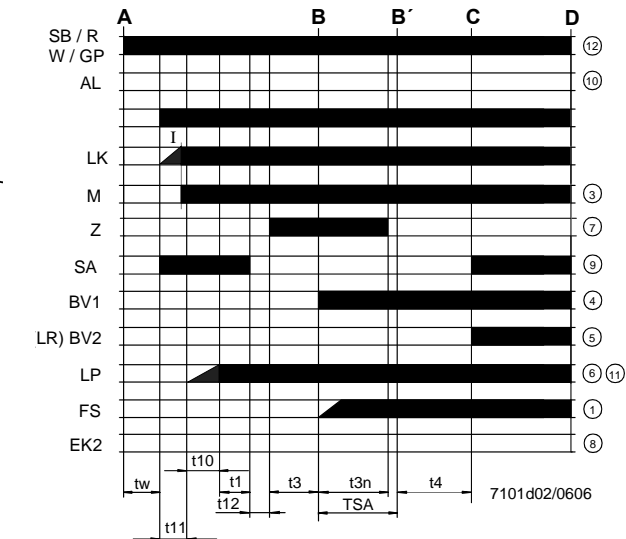 A B B´ C D
SB / R
W / GP
12
AL 10
I
LK
M 3
Z 7
SA 9
BV1 4
LR) BV2 5
LP 6 11
FS 1
EK2 8
t10
tw t1 t3 t3n t4
7101d02/0606
t12 TSA
t11